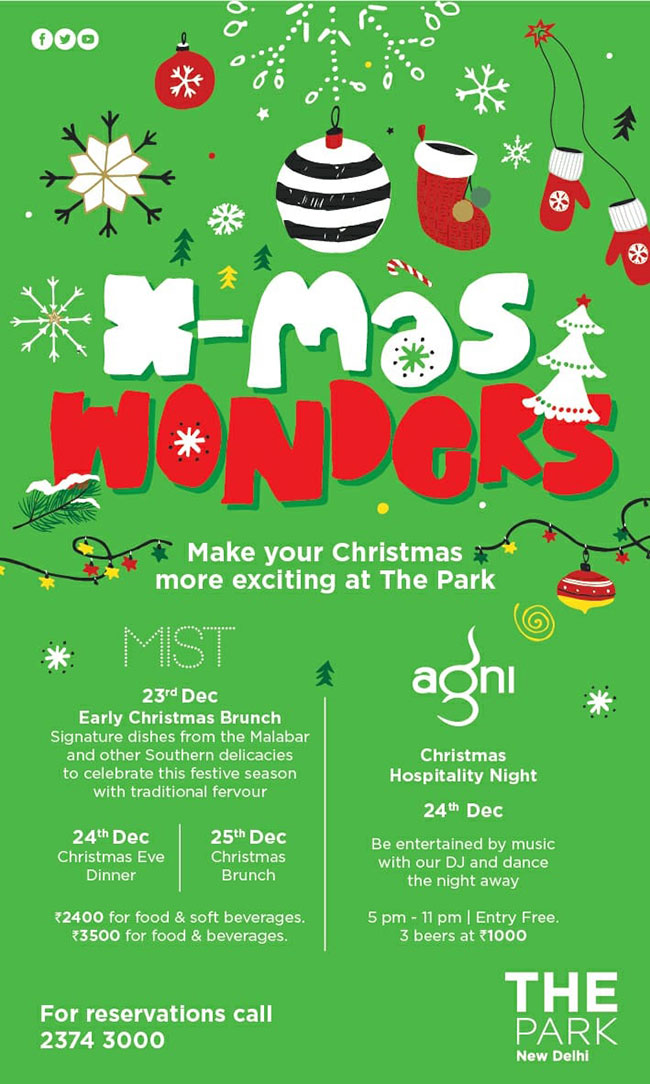 X-MAS
WONDERS
Make your Christmas
more exciting at The Park
MIST
23rd Dec
Early Christmas Brunch
Signature dishes from the Malabar
and other Southern delicacies
to celebrate this festive season
with traditional fervour
24th Dec
Christmas Eve
Dinner
25th Dec
Christmas
Brunch
₹2400 for food & soft beverages.
₹3500 for food & beverages.
agni
Christmas
Hospitality Night
24th Dec
Be entertained by music
with our DJ and dance
the night away
5 pm - 11 pm | Entry Free.
3 beers at ₹1000
For reservations call
2374 3000
THE
PARK
New Delhi